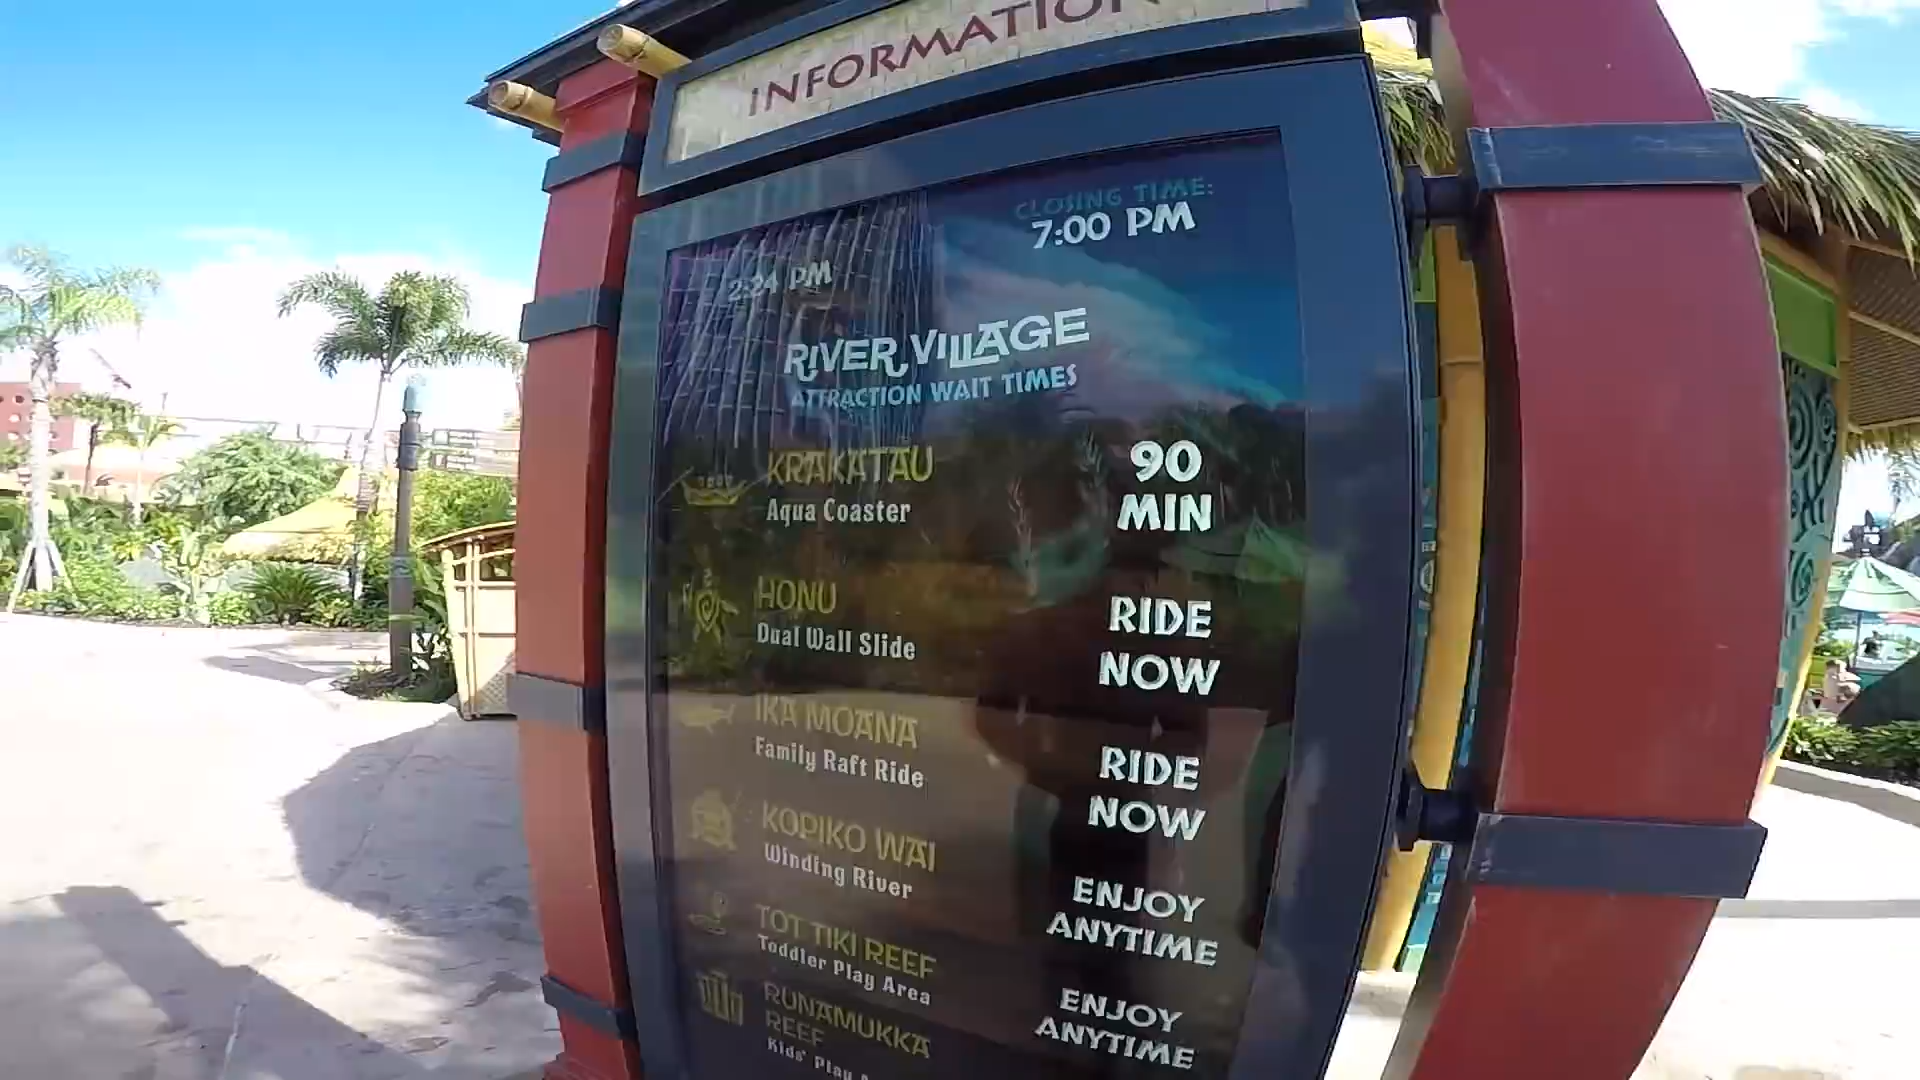 INFORMATION
CLOSING TIME:
7:00 PM
2:24 PM
RIVER VILLAGE
ATTRACTION WAIT TIMES
KRAKATAU
Aqua Coaster
90
MIN
HONU
Dual Wall Slide
RIDE
NOW
IKA MOANA
Family Raft Ride
RIDE
NOW
KOPIKO WAI
Winding River
ENJOY
ANYTIME
TOT TIKI REEF
Toddler Play Area
ENJOY
ANYTIME
RUNAMUKKA
REEF
Kids' Play